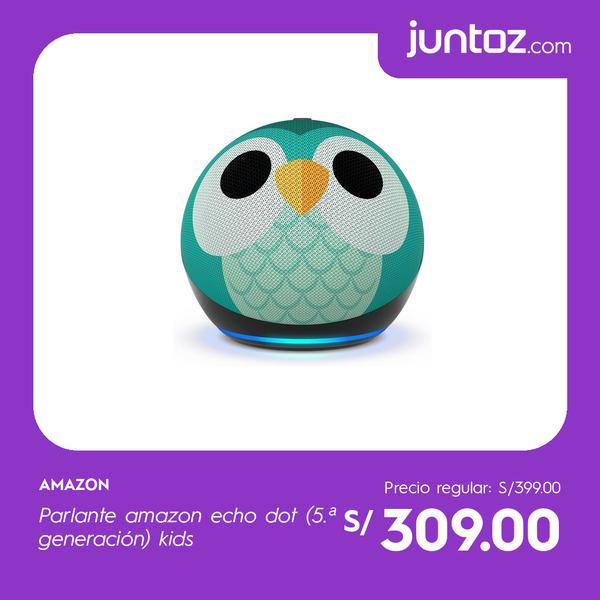 juntoz.com
AMAZON
Parlante amazon echo dot (5.ª
generación) kids
Precio regular: S/399.00
S/ 309.00